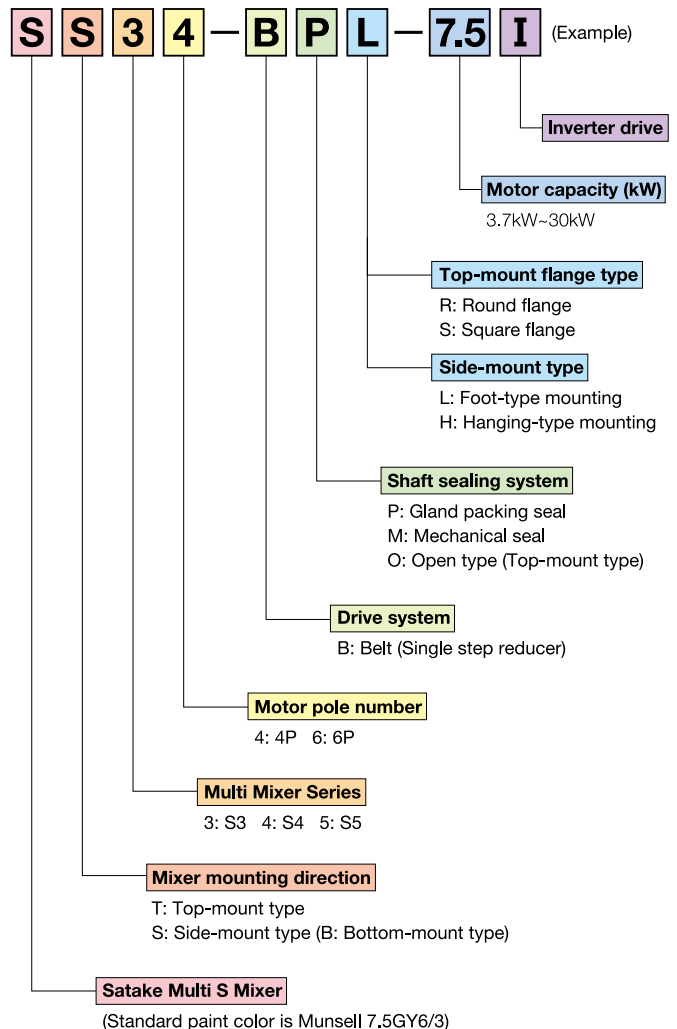 S S 3 4 — B P L — 7.5 I (Example)
Inverter drive
Motor capacity (kW)
3.7kW~30kW
Top-mount flange type
R: Round flange
S: Square flange
Side-mount type
L: Foot-type mounting
H: Hanging-type mounting
Shaft sealing system
P: Gland packing seal
M: Mechanical seal
O: Open type (Top-mount type)
Drive system
B: Belt (Single step reducer)
Motor pole number
4: 4P 6: 6P
Multi Mixer Series
3: S3 4: S4 5: S5
Mixer mounting direction
T: Top-mount type
S: Side-mount type (B: Bottom-mount type)
Satake Multi S Mixer
(Standard paint color is Munsell 7.5GY6/3)